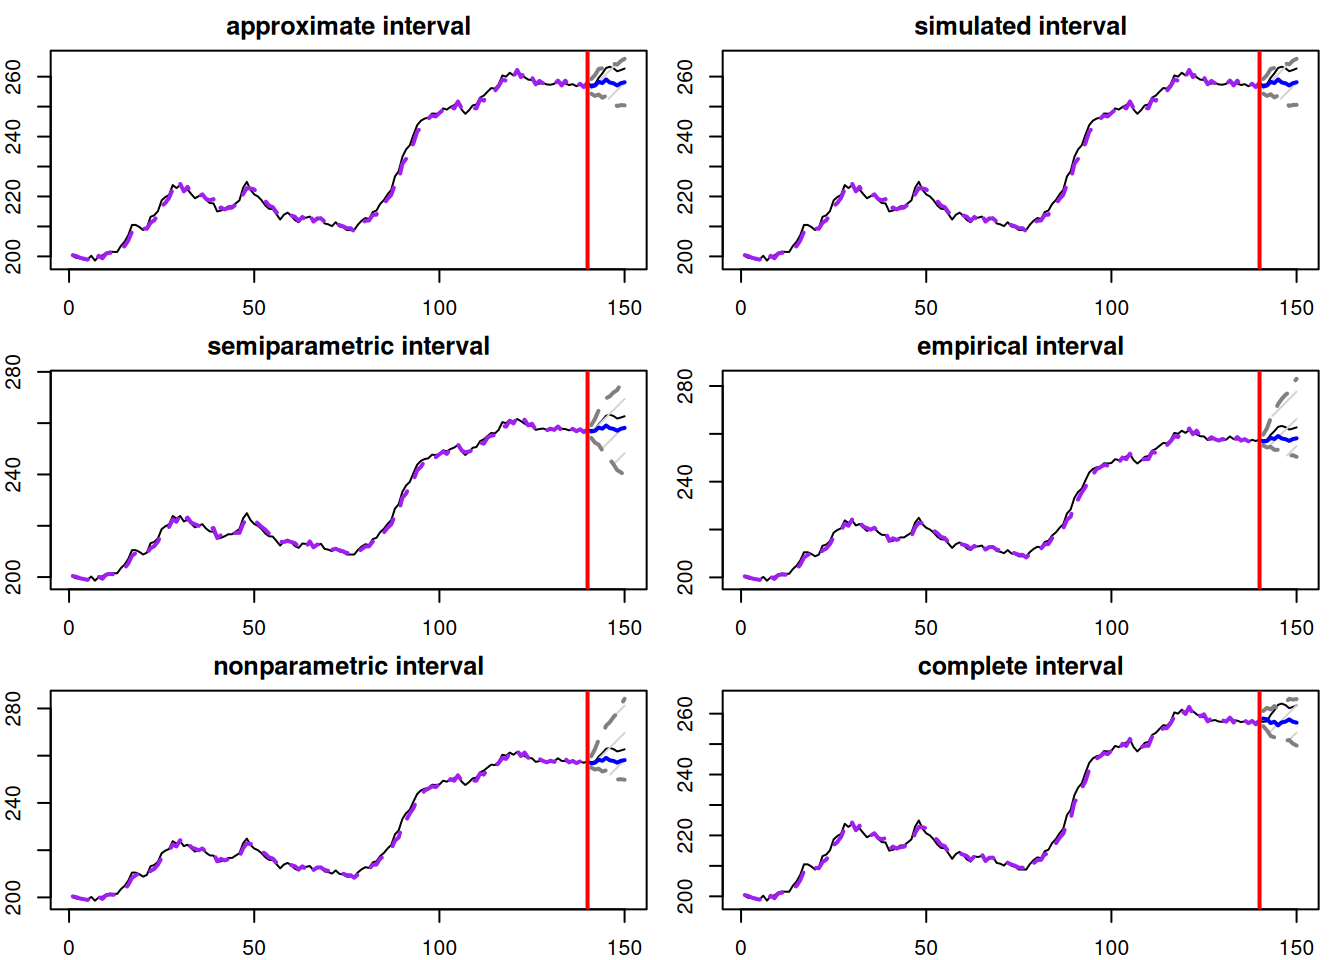 approximate interval
200 220 240 260
0 50 100 150
simulated interval
200 220 240 260
0 50 100 150
semiparametric interval
200 240 280
0 50 100 150
empirical interval
200 240 280
0 50 100 150
nonparametric interval
200 240 280
0 50 100 150
complete interval
200 220 240 260
0 50 100 150